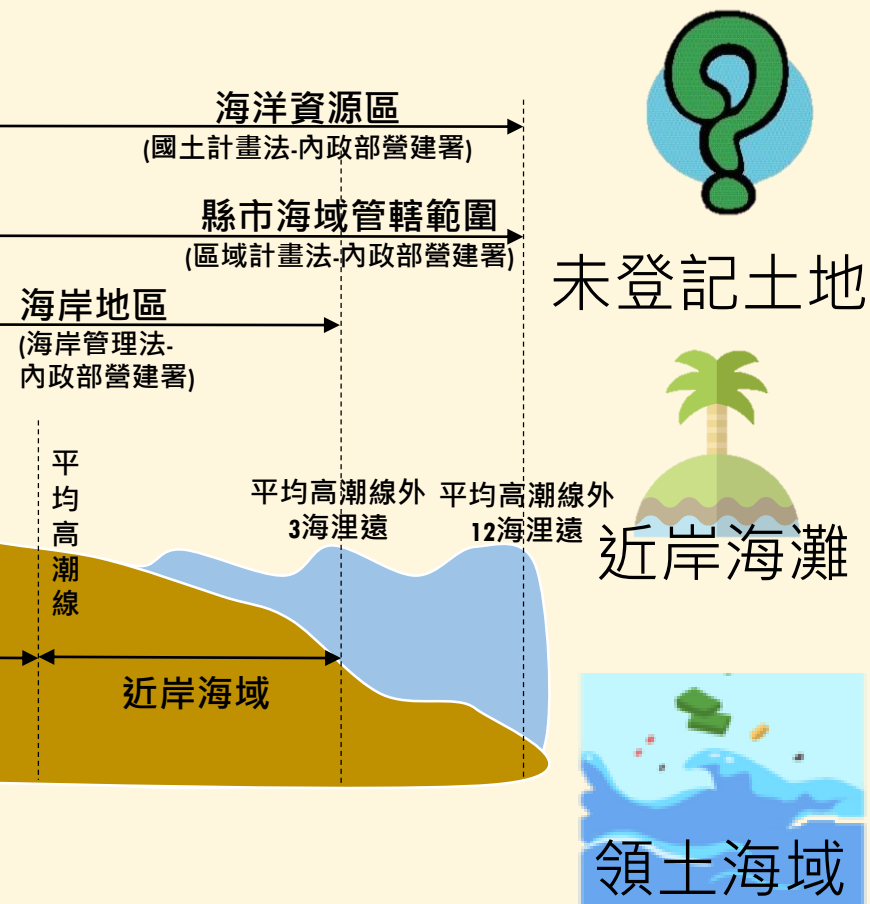 海洋資源區
(國土計畫法-內政部營建署)
縣市海域管轄範圍
(區域計畫法-內政部營建署)
海岸地區
(海岸管理法-
內政部營建署)
平均高潮線
平均高潮線外
3海浬遠
平均高潮線外
12海浬遠
近岸海域
未登記土地
近岸海灘
領土海域